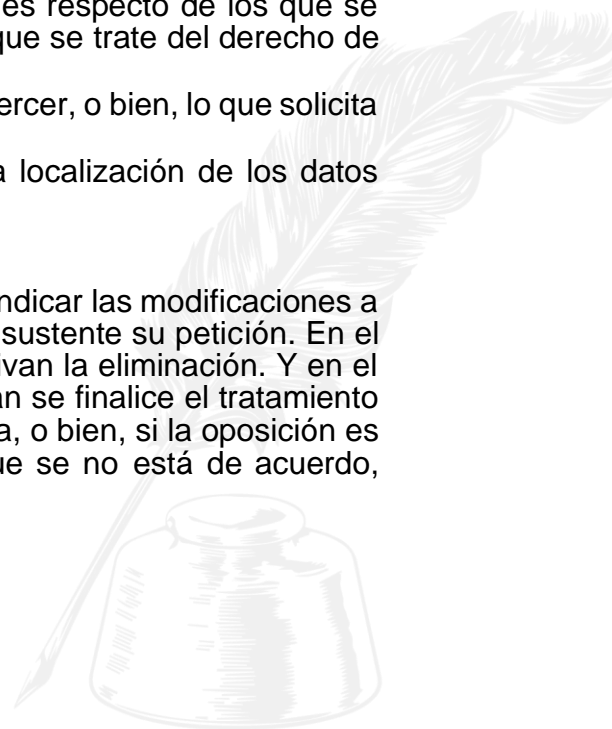 es respecto de los que se
que se trate del derecho de
ercer, o bien, lo que solicita
a localización de los datos
ndicar las modificaciones a
sustente su petición. En el
ivan la eliminación. Y en el
an se finalice el tratamiento
a, o bien, si la oposición es
ue se no está de acuerdo,